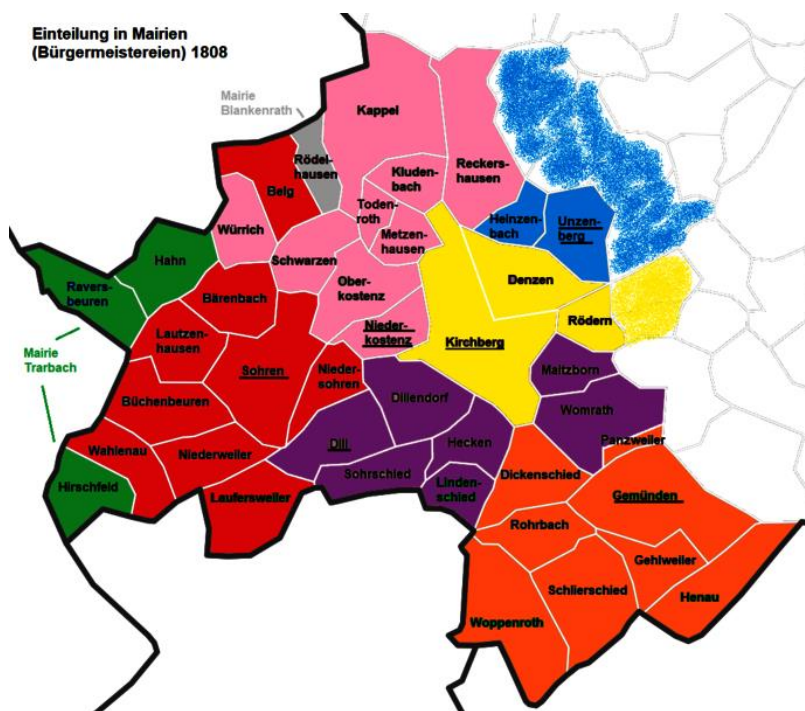 Einteilung in Mairien
(Bürgermeistereien) 1808
Mairie
Blankenrath
Kappel
Rödel-
hausen
Reckers-
hausen
Kluden-
bach
Belg
Toden-
roth
Heinzen-
bach
Unzen-
berg
Würrich
Metzen-
hausen
Hahn
Schwarzen
Denzen
Ravers-
beuren
Bärenbach
Ober-
kostenz
Rödern
Lautzen-
hausen
Nieder-
kostenz
Kirchberg
Mairie
Trarbach
Sohren
Nieder-
sohren
Maitzborn
Büchenbeuren
Dillendorf
Womrath
Wahlenau
Niederweiler
Dill
Hecken
Panzweiler
Hirschfeld
Sohrschied
Dickenschied
Laufersweiler
Linden-
schied
Gemünden
Rohrbach
Gehlweiler
Schlierschied
Henau
Woppenroth